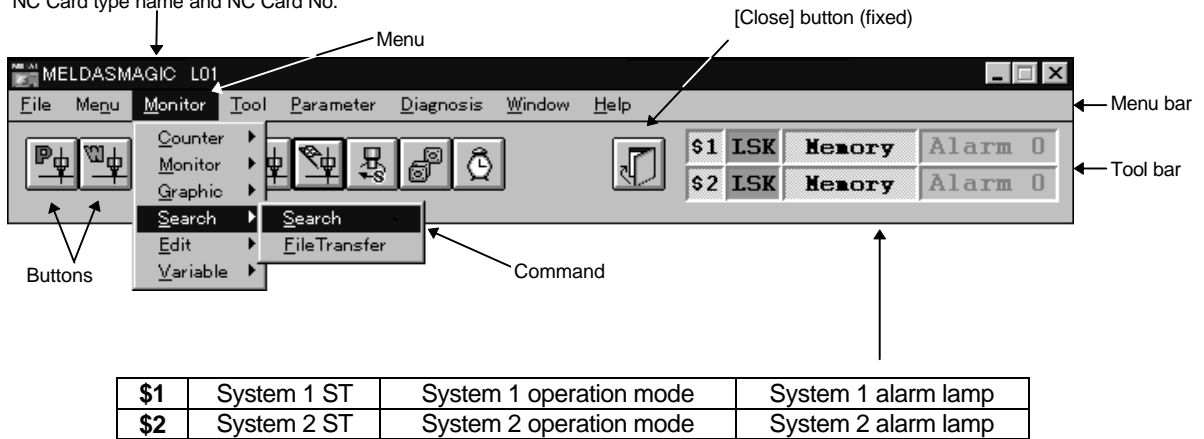 NC Card type name and NC Card No.
[Close] button (fixed)
Menu
MELDASMAGIC L01
File Menu Monitor Tool Parameter Diagnosis Window Help
Menu bar
Counter
Monitor
Graphic
Search
Edit
Variable
Search
FileTransfer
P
W
S
$1 LSK Memory Alarm 0
$2 LSK Memory Alarm 0
Tool bar
Buttons
Command
$1 System 1 ST System 1 operation mode System 1 alarm lamp
$2 System 2 ST System 2 operation mode System 2 alarm lamp